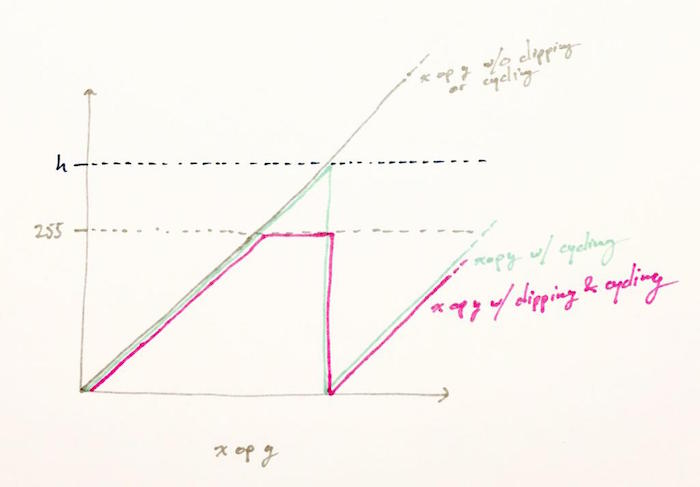 x op y w/o clipping
or cycling
h
255
x op y w/ cycling
x op y w/ clipping & cycling
x op y